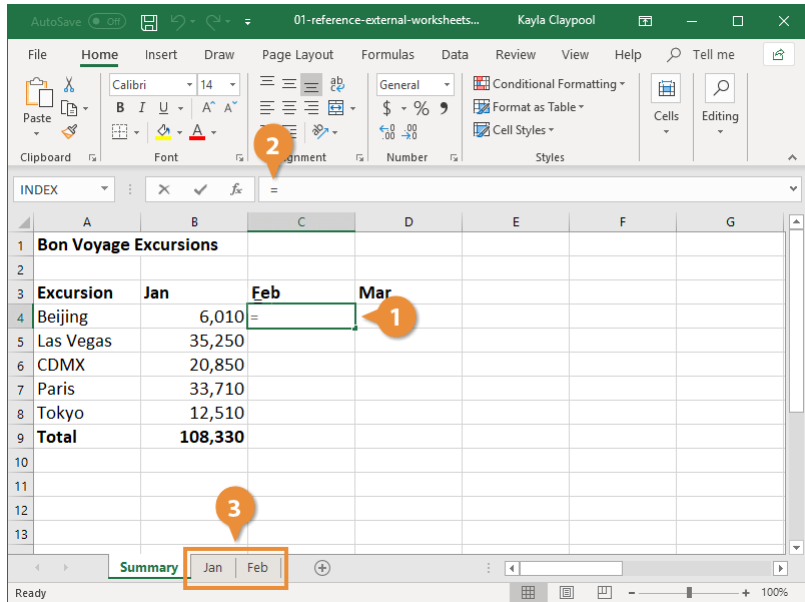 AutoSave Off 01-reference-external-worksheets... Kayla Claypool
File Home Insert Draw Page Layout Formulas Data Review View Help Tell me
Paste
Clipboard
Calibri 14
B I U A A
A
Font
ab
Alignment
General
$ % 9
.00 .00
Number
Conditional Formatting
Format as Table
Cell Styles
Styles
Cells
Editing
2
INDEX fx =
A B C D E F G
1 Bon Voyage Excursions
2
3 Excursion Jan Feb Mar
4 Beijing 6,010 =
1
5 Las Vegas 35,250
6 CDMX 20,850
7 Paris 33,710
8 Tokyo 12,510
9 Total 108,330
10
11
12
3
13
Summary Jan Feb
Ready 100%